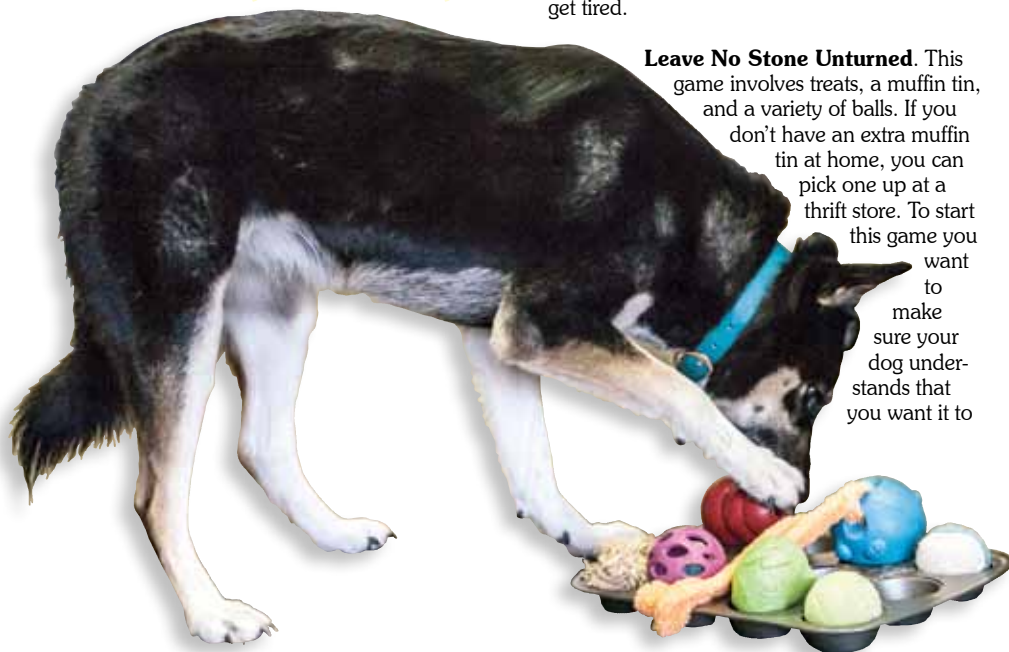 get tired.
Leave No Stone Unturned. This
game involves treats, a muffin tin,
and a variety of balls. If you
don’t have an extra muffin
tin at home, you can
pick one up at a
thrift store. To start
this game you
want
to
make
sure your
dog under-
stands that
you want it to